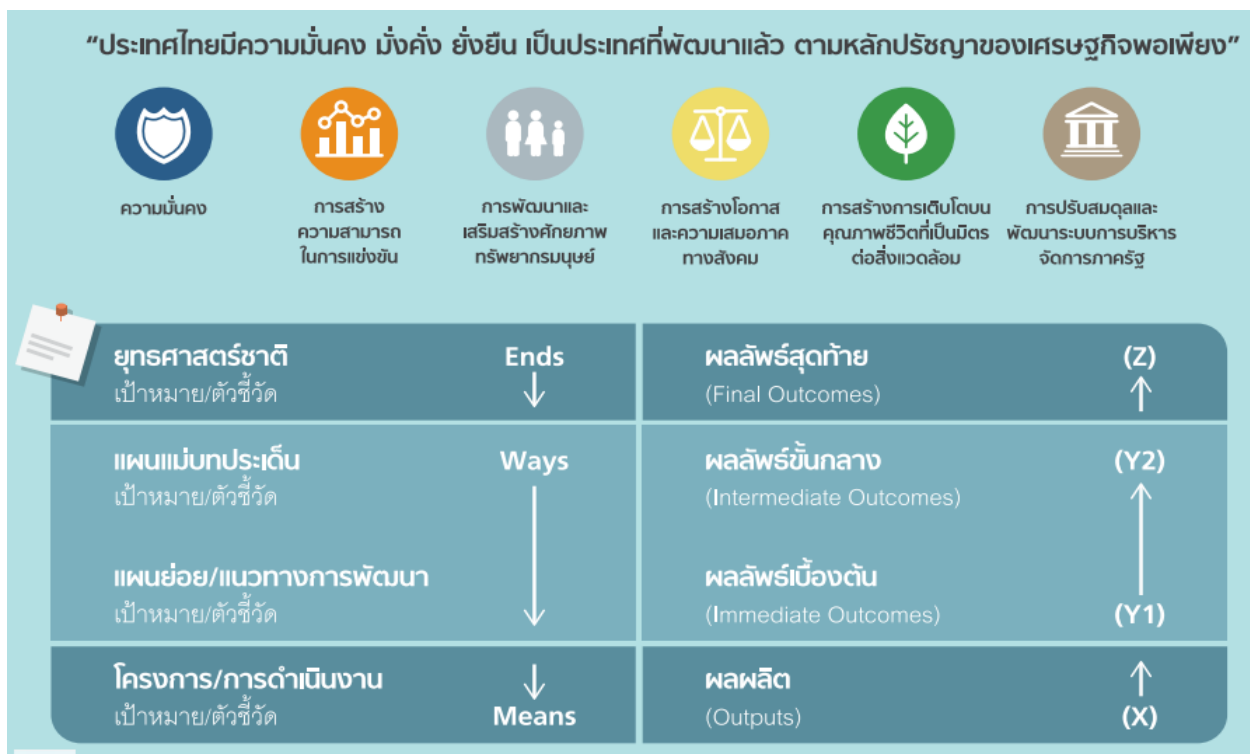 “ประเทศไทยมีความมั่นคง มั่งคั่ง ยั่งยืน เป็นประเทศที่พัฒนาแล้ว ตามหลักปรัชญาของเศรษฐกิจพอเพียง”
ความมั่นคง
การสร้าง
ความสามารถ
ในการแข่งขัน
การพัฒนาและ
เสริมสร้างศักยภาพ
ทรัพยากรมนุษย์
การสร้างโอกาส
และความเสมอภาค
ทางสังคม
การสร้างการเติบโตบน
คุณภาพชีวิตที่เป็นมิตร
ต่อสิ่งแวดล้อม
การปรับสมดุลและ
พัฒนาระบบการบริหาร
จัดการภาครัฐ
ยุทธศาสตร์ชาติ Ends
เป้าหมาย/ตัวชี้วัด
ผลลัพธ์สุดท้าย (Z)
(Final Outcomes)
แผนแม่บทประเด็น Ways
เป้าหมาย/ตัวชี้วัด
ผลลัพธ์ขั้นกลาง (Y2)
(Intermediate Outcomes)
แผนย่อย/แนวทางการพัฒนา
เป้าหมาย/ตัวชี้วัด
ผลลัพธ์เบื้องต้น
(Immediate Outcomes) (Y1)
โครงการ/การดำเนินงาน
เป้าหมาย/ตัวชี้วัด Means
ผลผลิต
(Outputs) (X)